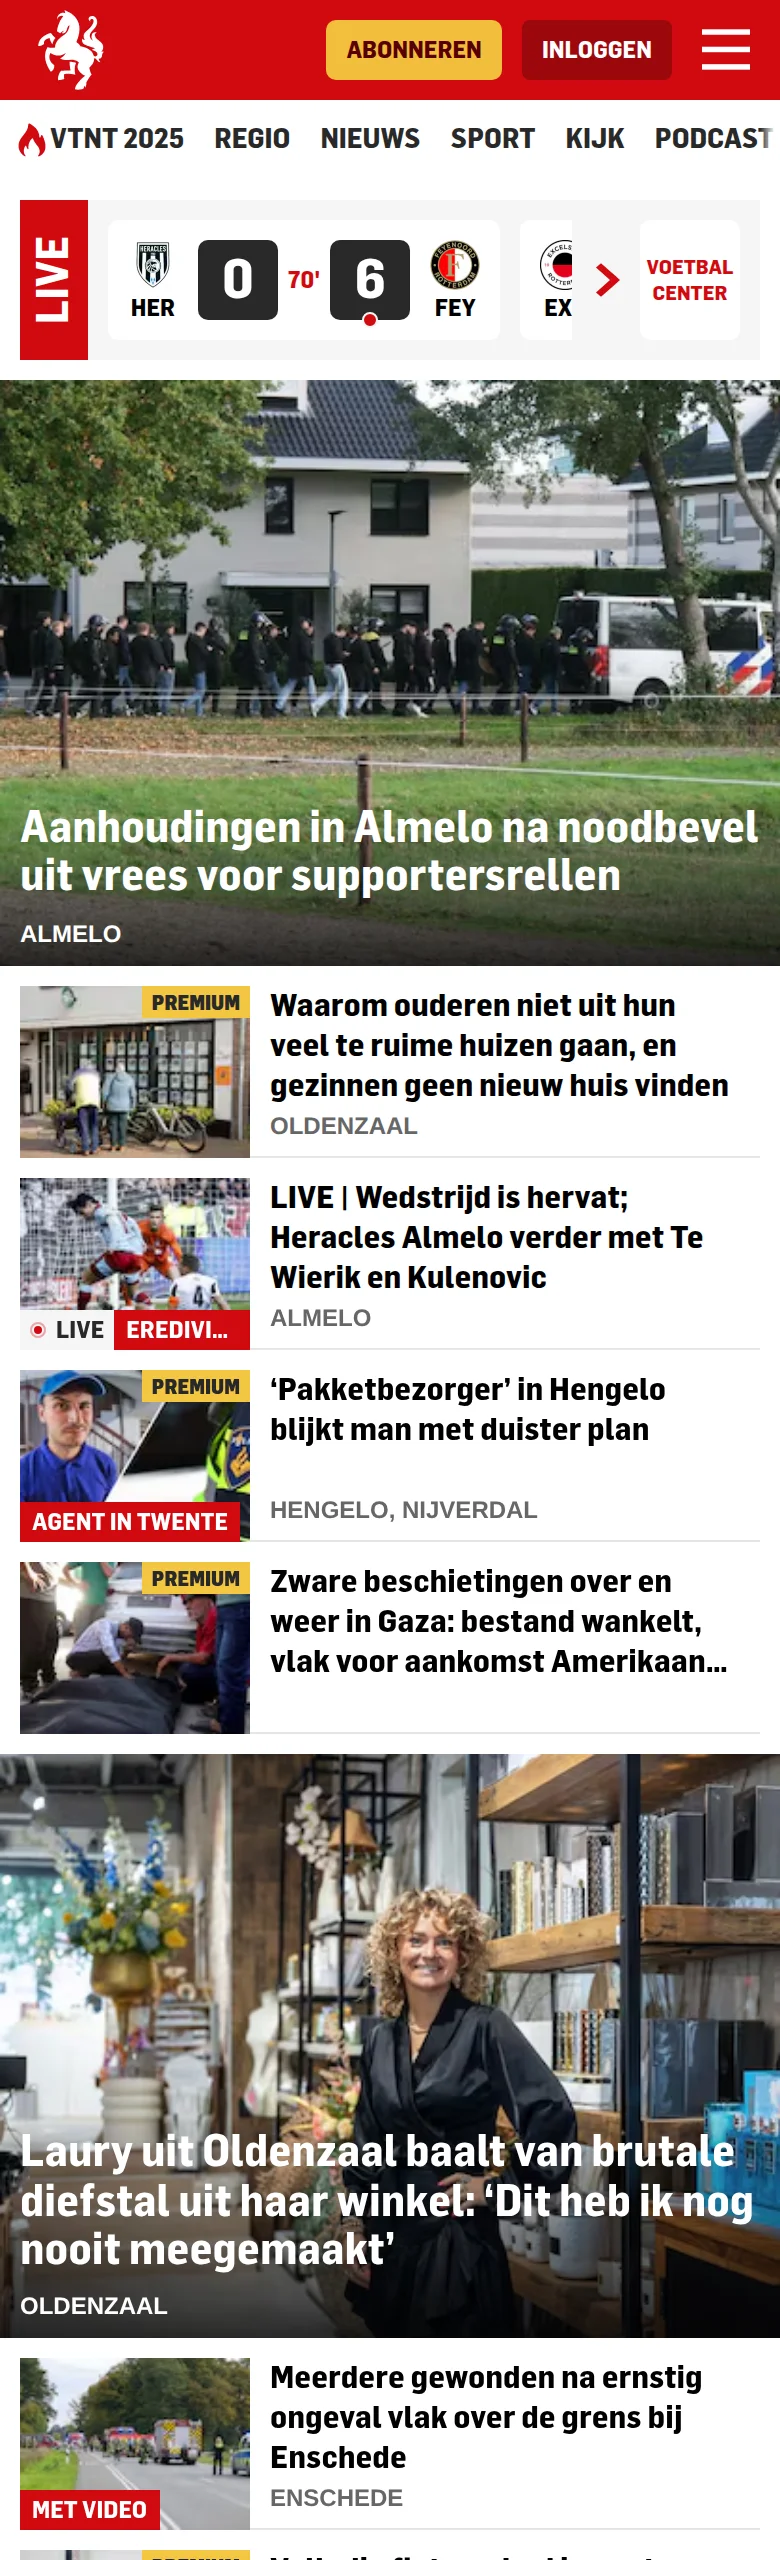 ABONNEREN
INLOGGEN
VTNT 2025 REGIO NIEUWS SPORT KIJK PODCAST
LIVE
HERACLES
HER
0
70'
6
FEYENOORD
ROTTERDAM
FEY
EX
VOETBAL
CENTER
Aanhoudingen in Almelo na noodbevel
uit vrees voor supportersrellen
ALMELO
PREMIUM
Waarom ouderen niet uit hun
veel te ruime huizen gaan, en
gezinnen geen nieuw huis vinden
OLDENZAAL
LIVE | Wedstrijd is hervat;
Heracles Almelo verder met Te
Wierik en Kulenovic
ALMELO
4
LIVE
EREDIVI...
PREMIUM
‘Pakketbezorger’ in Hengelo
blijkt man met duister plan
HENGELO, NIJVERDAL
AGENT IN TWENTE
PREMIUM
Zware beschietingen over en
weer in Gaza: bestand wankelt,
vlak voor aankomst Amerikaan...
Laury uit Oldenzaal baalt van brutale
diefstal uit haar winkel: ‘Dit heb ik nog
nooit meegemaakt’
OLDENZAAL
Meerdere gewonden na ernstig
ongeval vlak over de grens bij
Enschede
ENSCHEDE
MET VIDEO